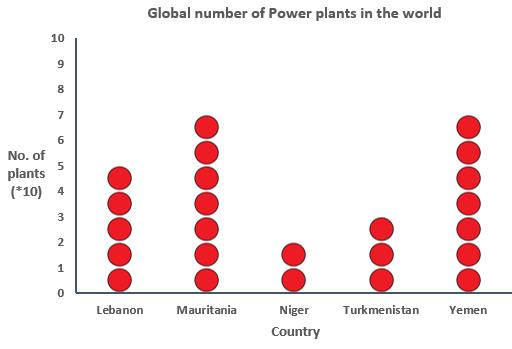 Global number of Power plants in the world
10
9
8
7
6
5
4
3
2
1
0
No. of
plants
(*10)
Lebanon Mauritania Niger Turkmenistan Yemen
Country